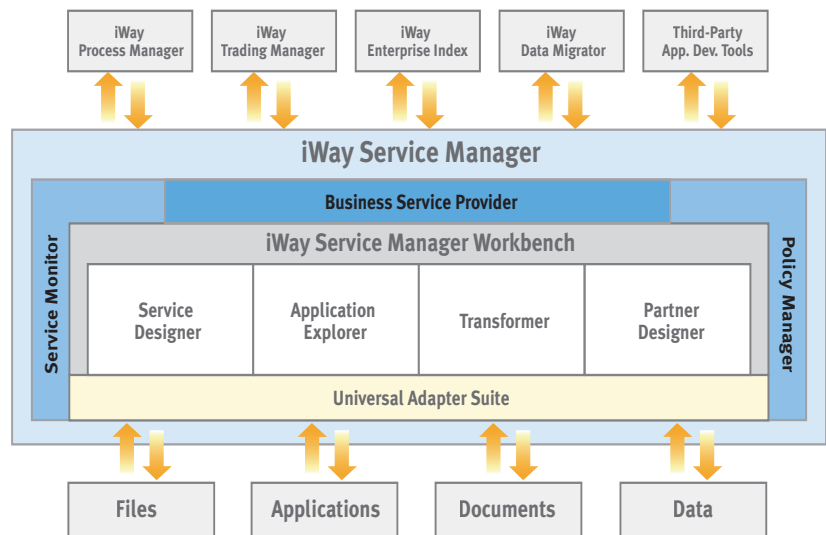 iWay
Process Manager
iWay
Trading Manager
iWay
Enterprise Index
iWay
Data Migrator
Third-Party
App. Dev. Tools
iWay Service Manager
Business Service Provider
Service Monitor
iWay Service Manager Workbench
Policy Manager
Service
Designer
Application
Explorer
Transformer
Partner
Designer
Universal Adapter Suite
Files
Applications
Documents
Data